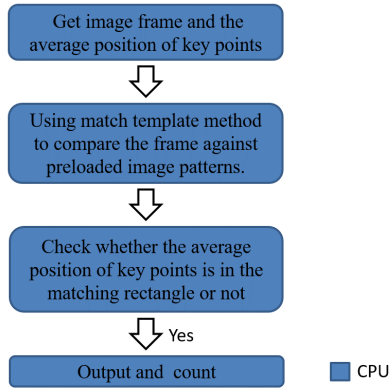 Get image frame and the
average position of key points
Using match template method
to compare the frame against
preloaded image patterns.
Check whether the average
position of key points is in the
matching rectangle or not
Yes
Output and count
CPU